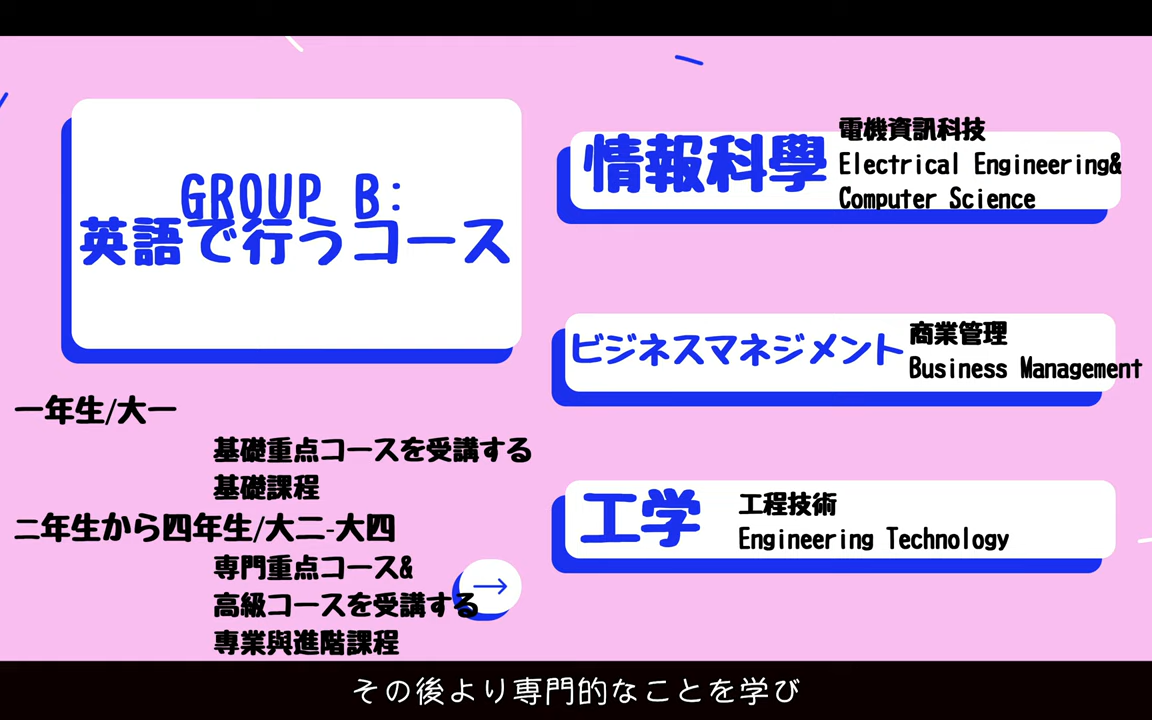 GROUP B:
英語で行うコース
一年生/大一
基礎重点コースを受講する
基礎課程
二年生から四年生/大二-大四
専門重点コース&
高級コースを受講する
專業與進階課程
情報科學
電機資訊科技
Electrical Engineering&
Computer Science
ビジネスマネジメント
商業管理
Business Management
工学
工程技術
Engineering Technology
その後より専門的なことを学び